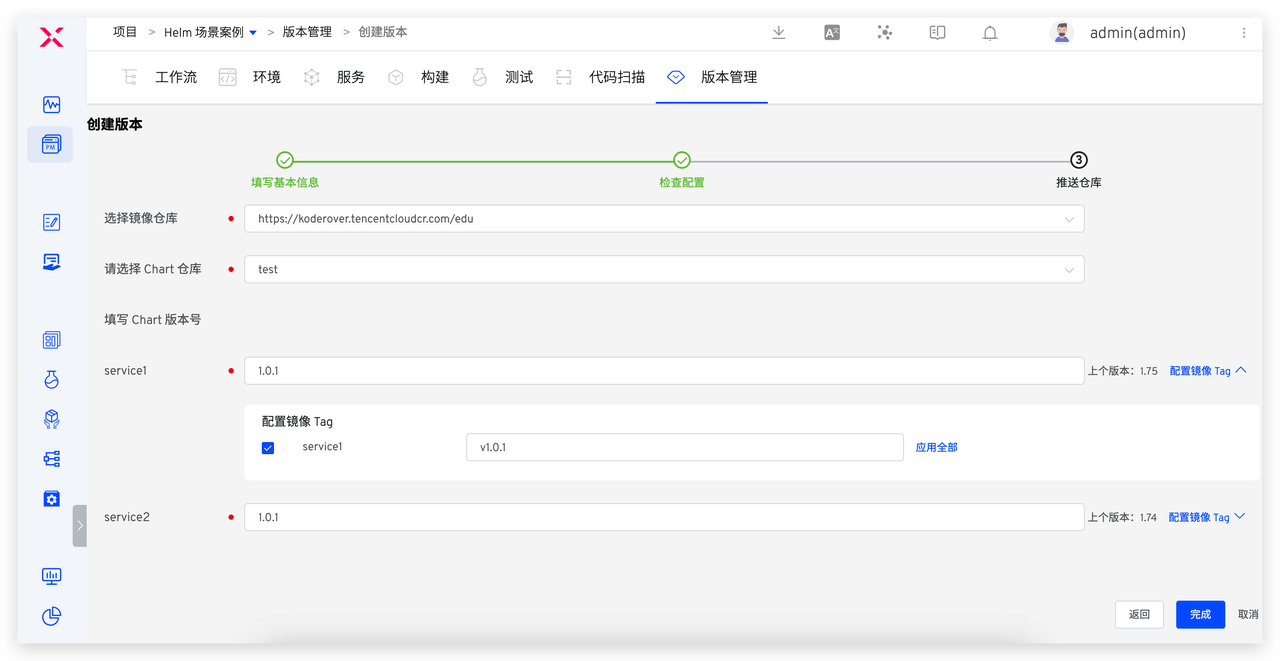 项目 > Helm 场景案例 > 版本管理 > 创建版本
admin(admin)
工作流 环境 服务 构建 测试 代码扫描 版本管理
PM
创建版本
3
填写基本信息 检查配置 推送仓库
选择镜像仓库 https://koderover.tencentcloudcr.com/edu
请选择 Chart 仓库 test
填写 Chart 版本号
service1 1.0.1 上个版本：1.75 配置镜像 Tag
配置镜像 Tag
service1 v1.0.1 应用全部
service2 1.0.1 上个版本：1.74 配置镜像 Tag
返回 完成 取消